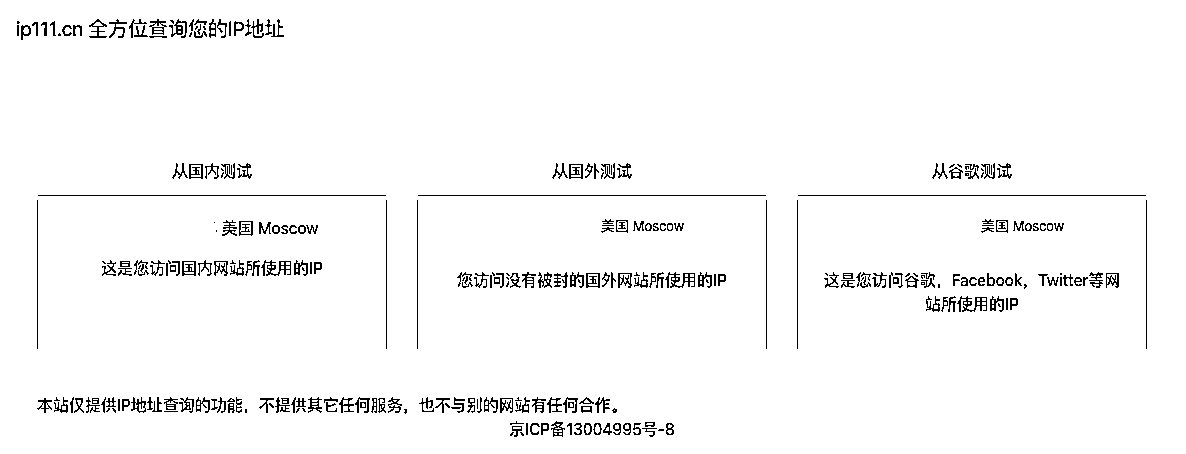 ip111.cn 全方位查询您的IP地址
从国内测试
美国 Moscow
这是您访问国内网站所使用的IP
从国外测试
美国 Moscow
您访问没有被封的国外网站所使用的IP
从谷歌测试
美国 Moscow
这是您访问谷歌，Facebook，Twitter等网
站所使用的IP
本站仅提供IP地址查询的功能，不提供其它任何服务，也不与别的网站有任何合作。
京ICP备13004995号-8